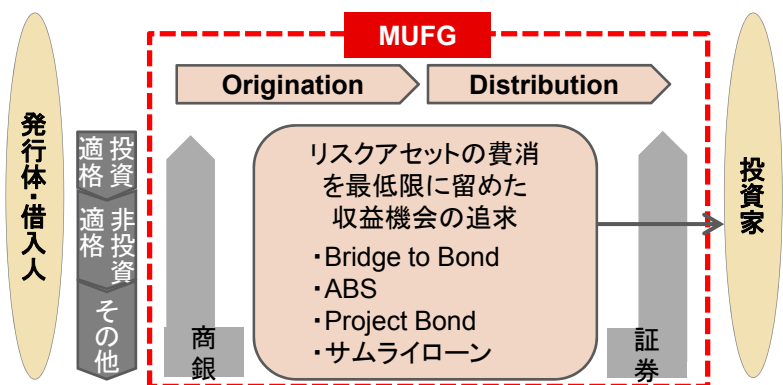 MUFG
Origination
Distribution
発行体・借入人
投資
適格
非投資
適格
その他
リスクアセットの費消
を最低限に留めた
収益機会の追求
・Bridge to Bond
・ABS
・Project Bond
・サムライローン
商
銀
証
券
投資家